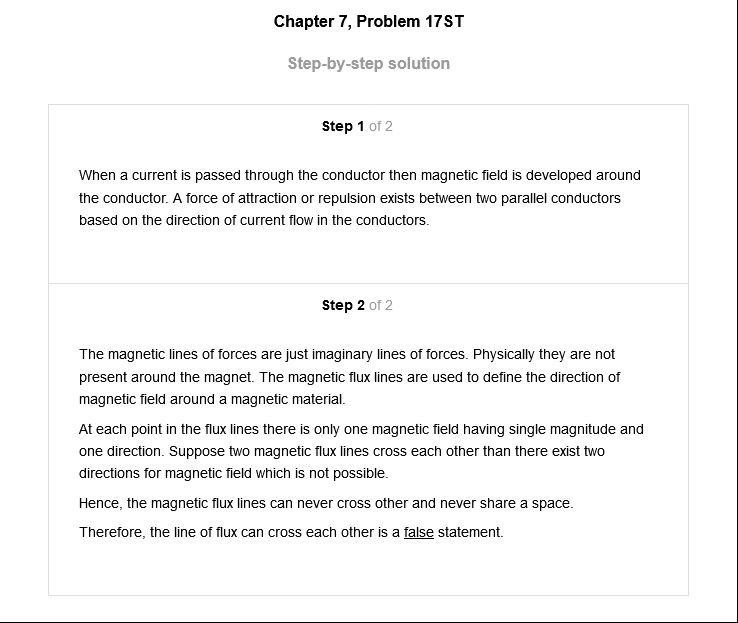 Chapter 7, Problem 17ST
Step-by-step solution
Step 1 of 2
When a current is passed through the conductor then magnetic field is developed around
the conductor. A force of attraction or repulsion exists between two parallel conductors
based on the direction of current flow in the conductors.
Step 2 of 2
The magnetic lines of forces are just imaginary lines of forces. Physically they are not
present around the magnet. The magnetic flux lines are used to define the direction of
magnetic field around a magnetic material.
At each point in the flux lines there is only one magnetic field having single magnitude and
one direction. Suppose two magnetic flux lines cross each other than there exist two
directions for magnetic field which is not possible.
Hence, the magnetic flux lines can never cross other and never share a space.
Therefore, the line of flux can cross each other is a false statement.